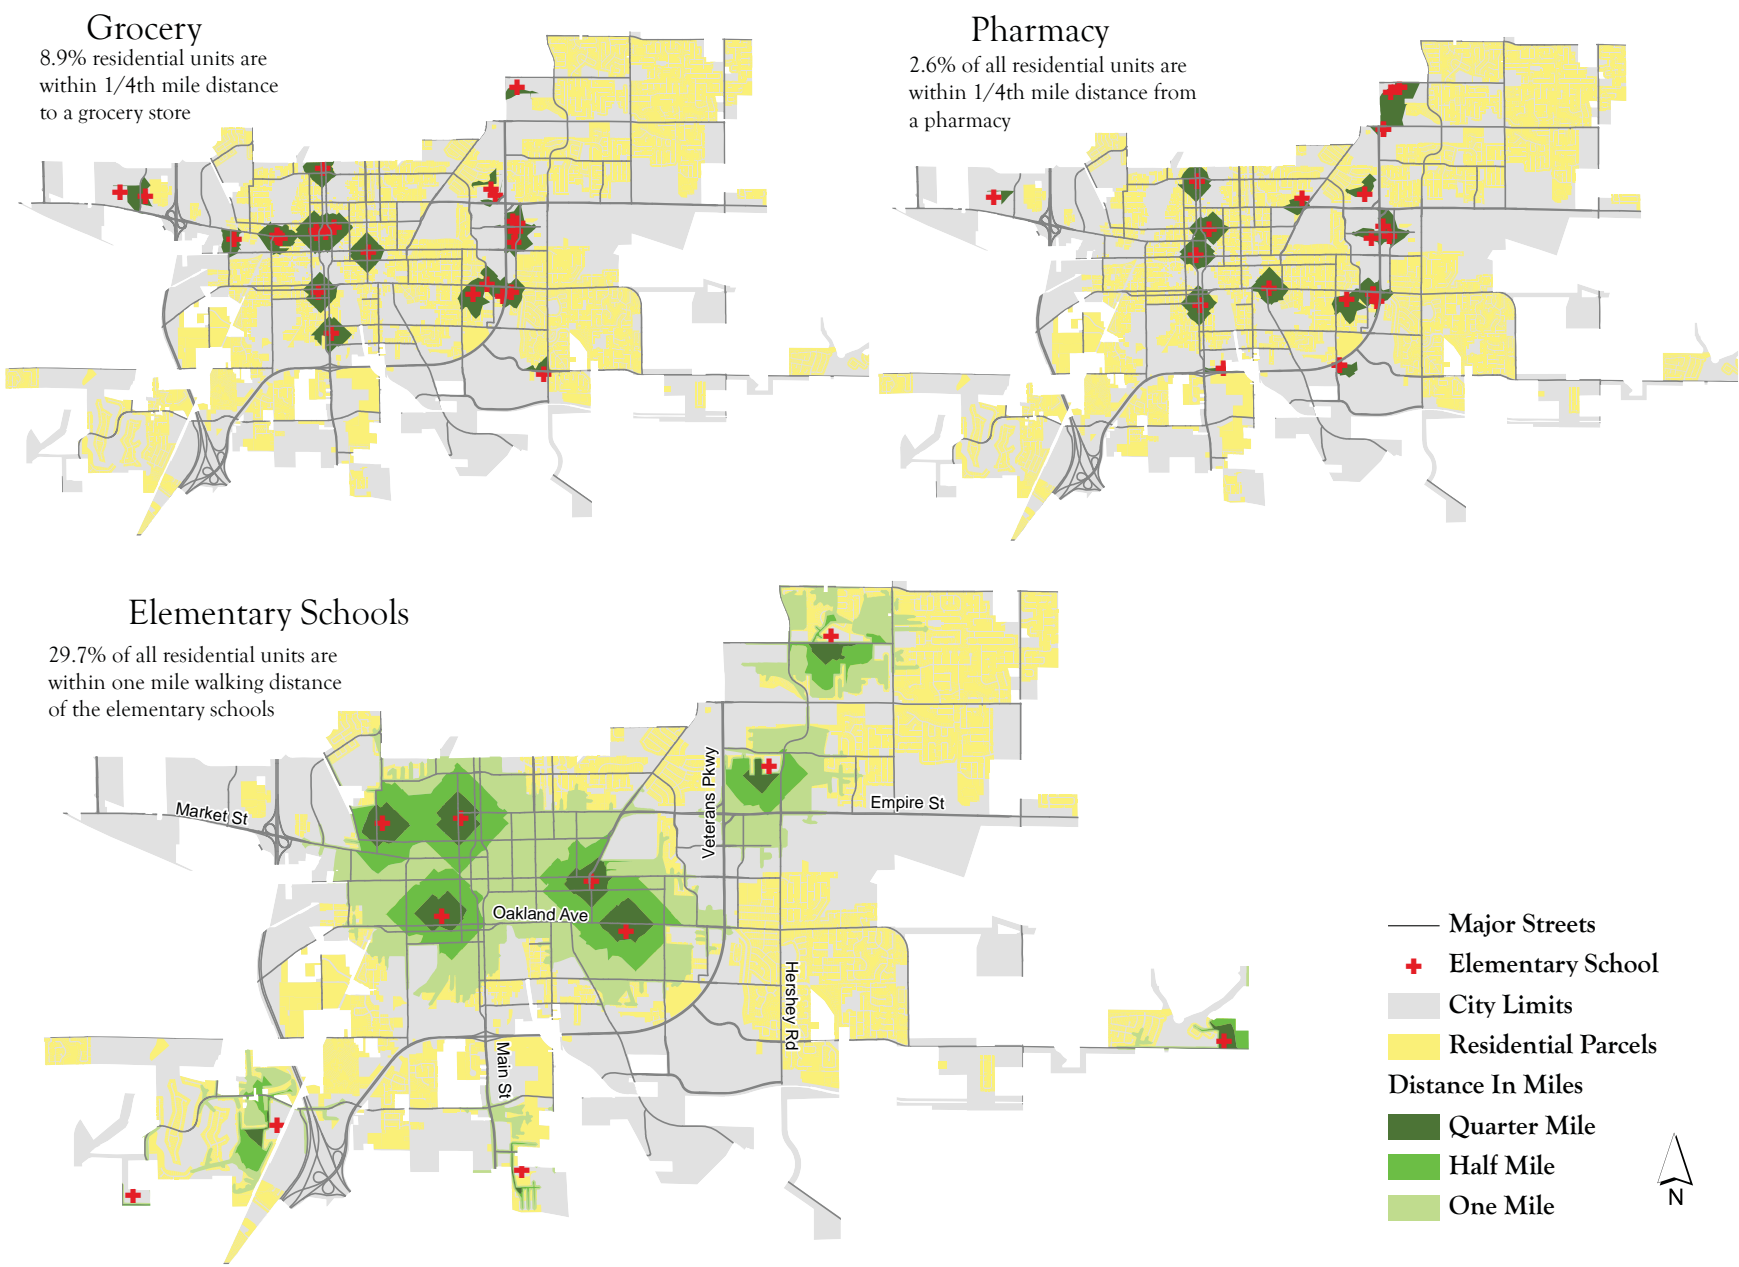 Grocery
8.9% residential units are
within 1/4th mile distance
to a grocery store
Pharmacy
2.6% of all residential units are
within 1/4th mile distance from
a pharmacy
Elementary Schools
29.7% of all residential units are
within one mile walking distance
of the elementary schools
Market St
Veterans Pkwy
Empire St
Oakland Ave
Hershey Rd
Main St
Major Streets
Elementary School
City Limits
Residential Parcels
Distance In Miles
Quarter Mile
Half Mile
One Mile
N